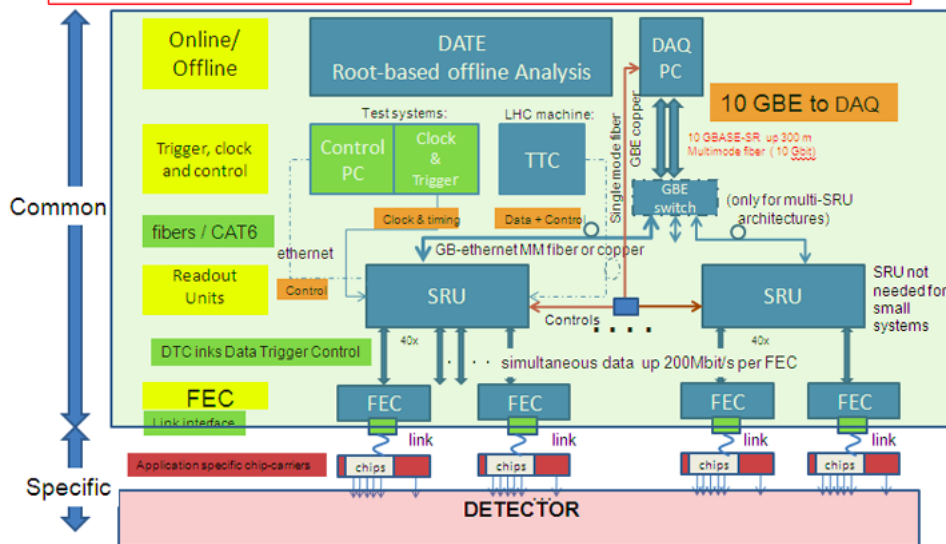 Online/
Offline
DATE
Root-based offline Analysis
DAQ
PC
10 GBE to DAQ
Test systems:
LHC machine:
Single mode fiber
GBE copper
10 GBASE-SR up 300 m
Multimode fiber ( 10 Gbit)
Trigger, clock
and control
Control
PC
Clock
&
Trigger
TTC
GBE
switch
(only for multi-SRU
architectures)
Common
fibers / CAT6
Clock & timing
Data + Control
ethernet
GB-ethernet MM fiber or copper
Control
Readout
Units
SRU
SRU
SRU not
needed for
small
systems
Controls
. . . .
40x
40x
DTC inks Data Trigger Control
. . . simultaneous data up 200Mbit/s per FEC
FEC
FEC
FEC
FEC
FEC
Link interface
link
link
link
link
Application specific chip-carriers
chips
chips
chips
chips
Specific
...
DETECTOR